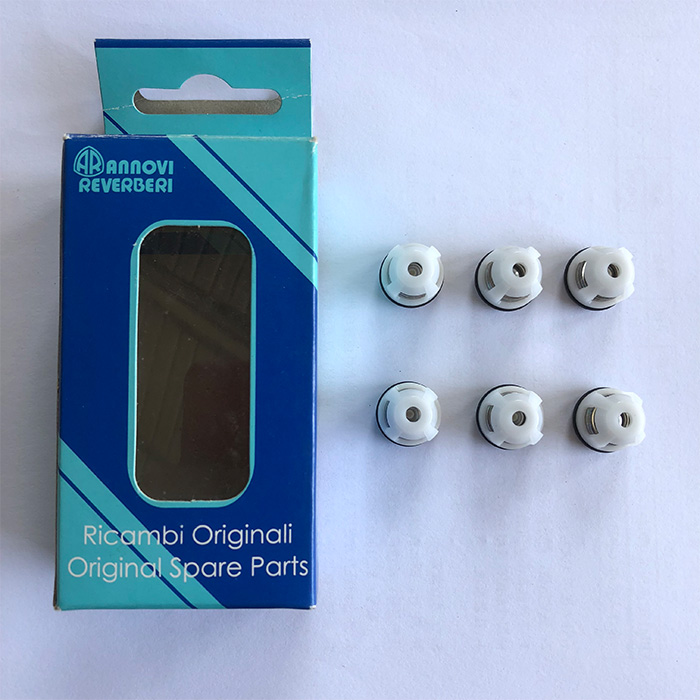 AR ANNOVI
REVERBERI
Ricambi Originali
Original Spare Parts